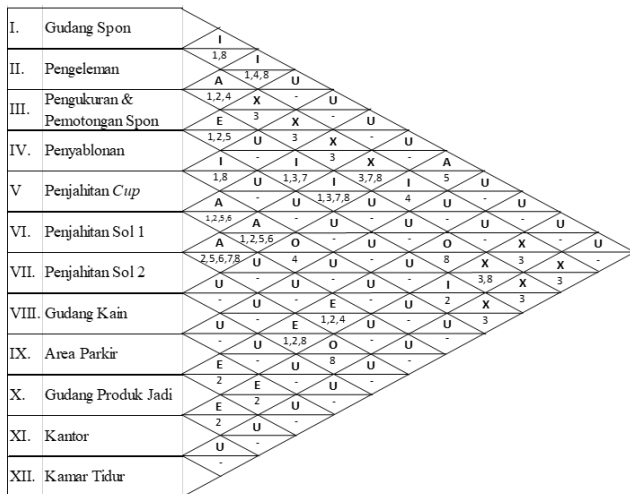 I. Gudang Spon
I
1,8 I
II. Pengeleman 1,4,8
A U
1,2,4 X - U
III. Pengukuran &
Pemotongan Spon E 3 X - U
1,2,5 U 3 X - U
IV. Penyablonan I - I 3 X - A
1,8 U 1,3,7 I 3,7,8 I 5 U
V Penjahitan Cup A - U 1,3,7,8 U 4 U - U
1,2,5,6 A - U - U - U - U
VI. Penjahitan Sol 1 A 1,2,5,6 O - U - O - X - U
2,5,6,7,8 U 4 U - U 8 X 3 X -
VII. Penjahitan Sol 2 U - U - U - I 3,8 X 3
- U - E - U 2 X 3
VIII. Gudang Kain U - E 1,2,4 U - U 3
- U 1,2,8 O - U -
IX. Area Parkir E - U 8 U -
2 E - U -
X. Gudang Produk Jadi E 2 U -
2 U -
XI. Kantor U -
-
XII. Kamar Tidur